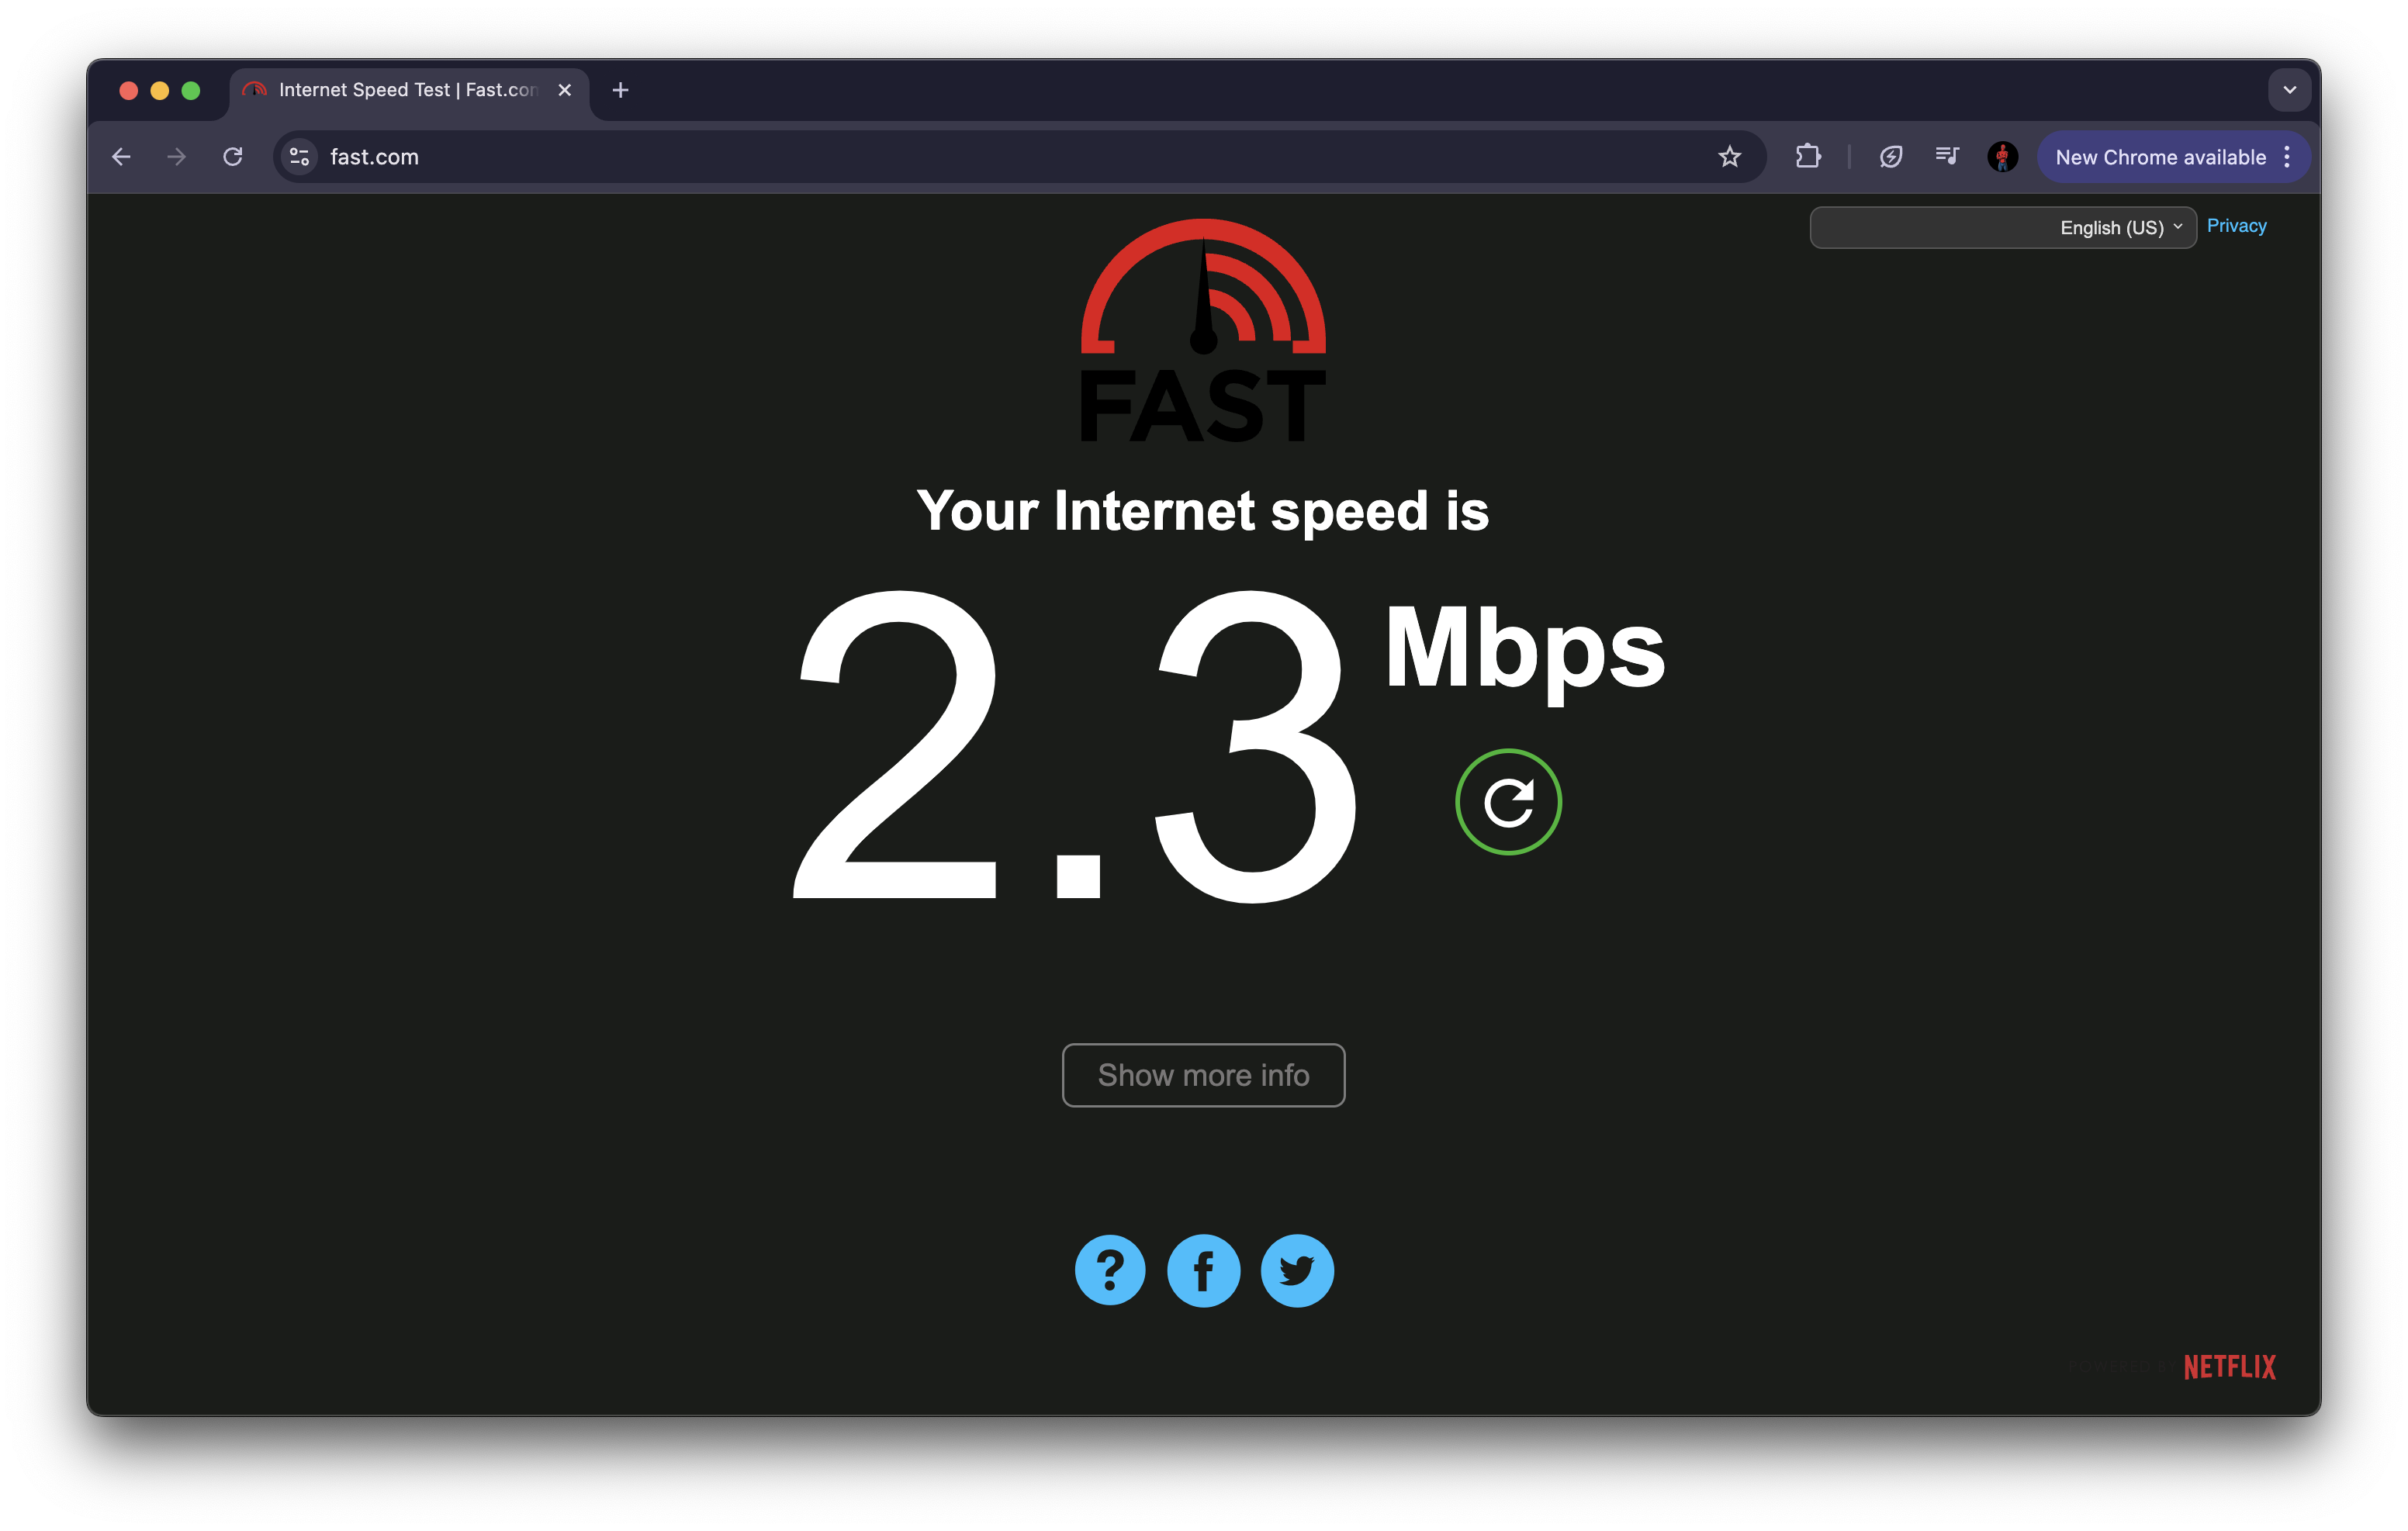 Internet Speed Test | Fast.com
fast.com
New Chrome available
English (US)
Privacy
FAST
Your Internet speed is
2.3 Mbps
Show more info
POWERED BY NETFLIX